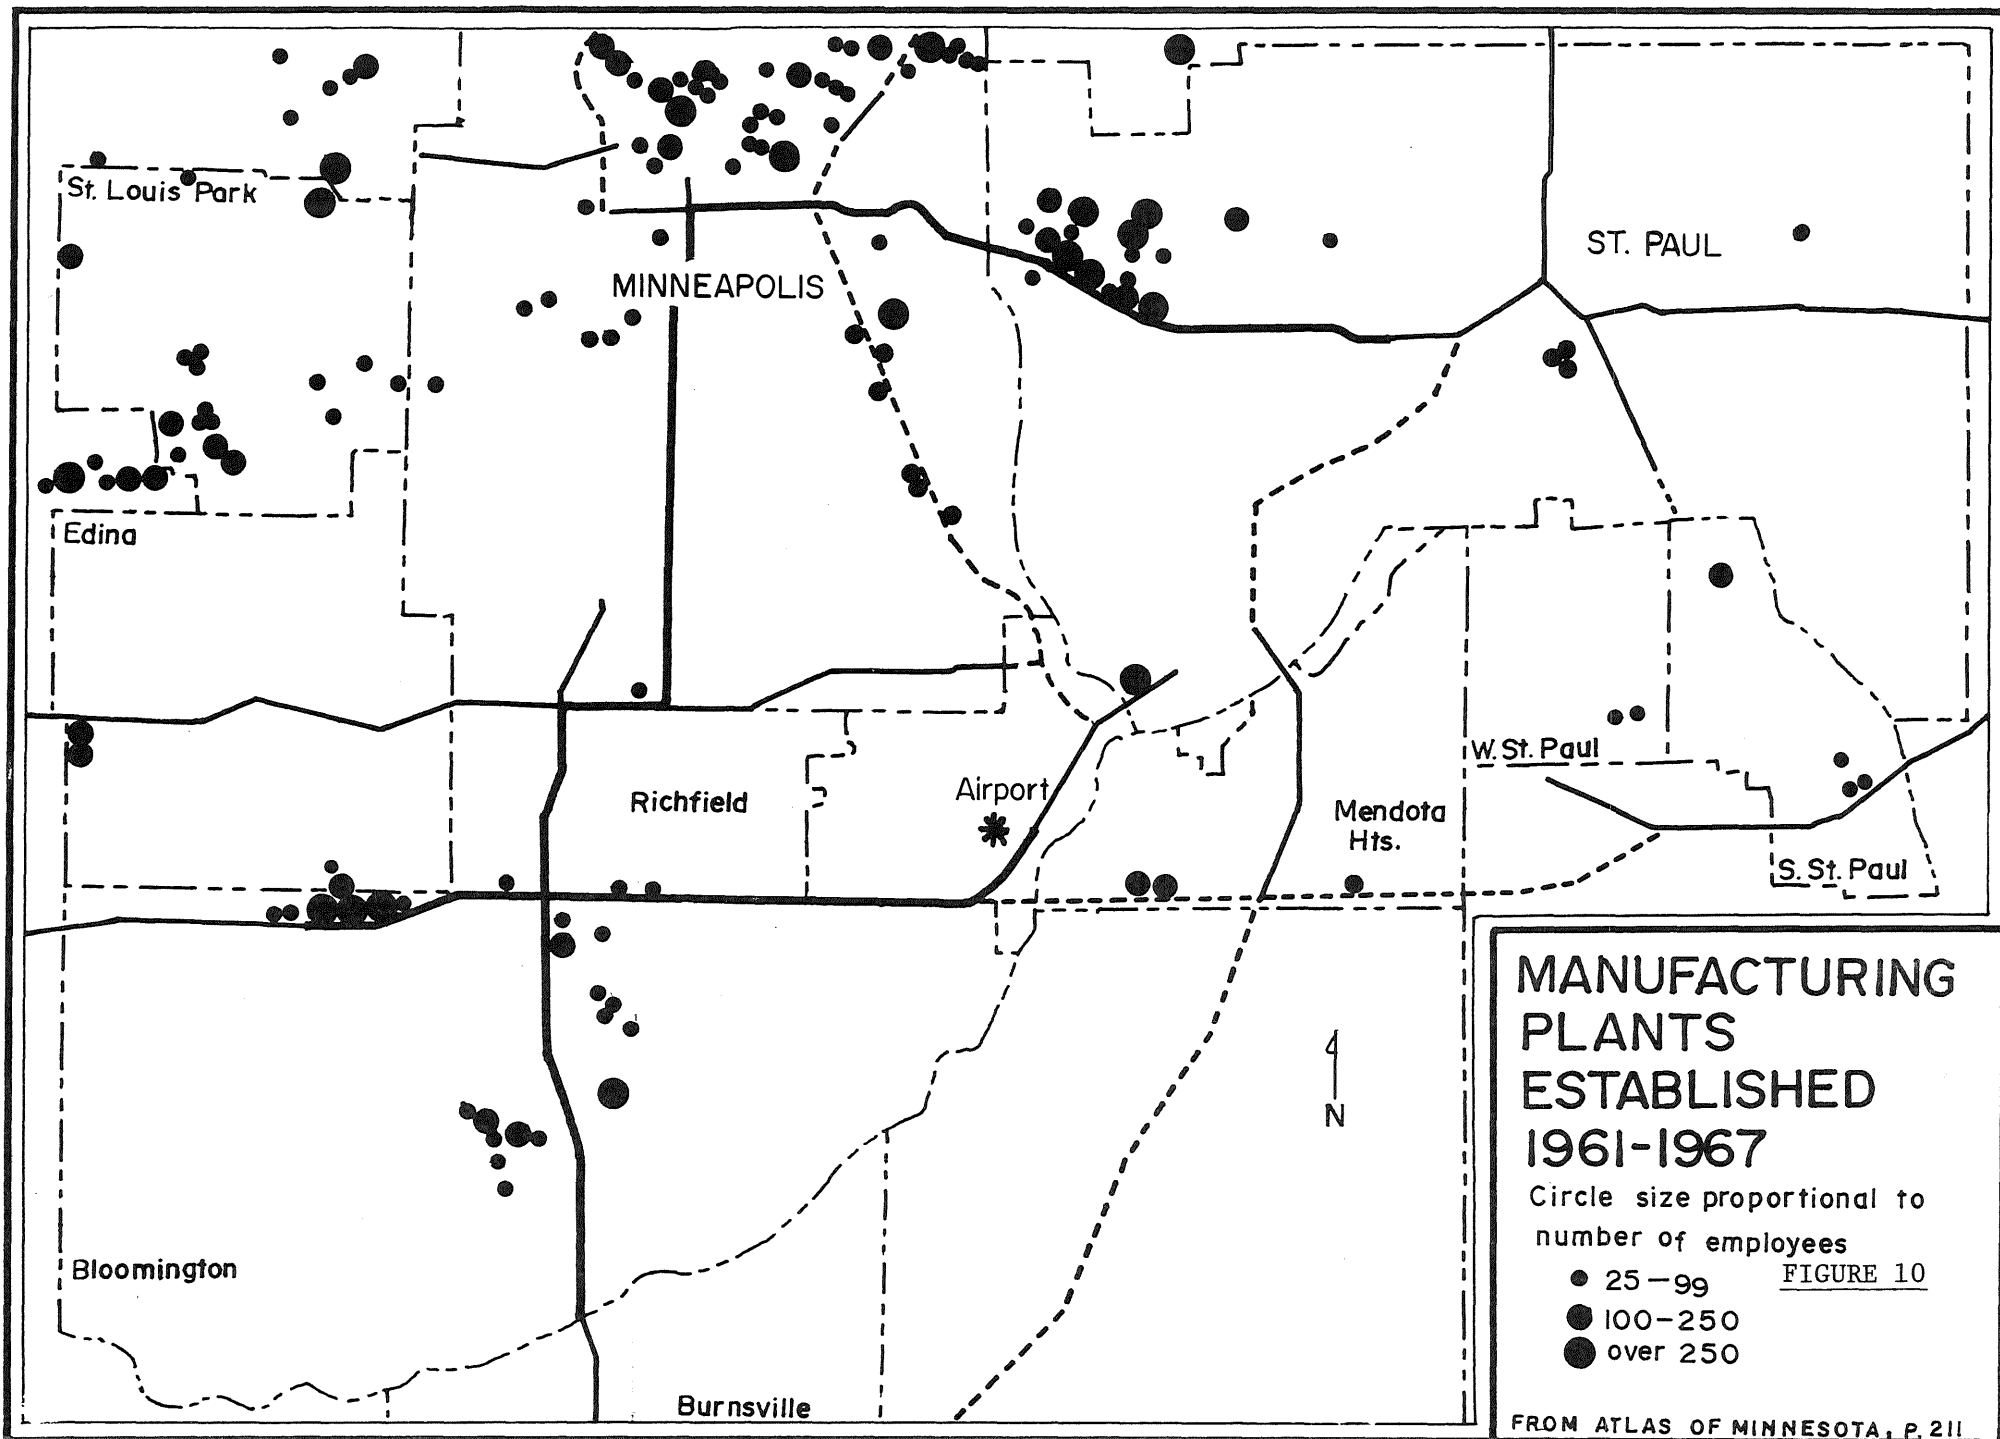 St. Louis Park
MINNEAPOLIS
ST. PAUL
Edina
W. St. Paul
Richfield
Airport
Mendota
Hts.
S. St. Paul
N
Bloomington
Burnsville
MANUFACTURING
PLANTS
ESTABLISHED
1961-1967
Circle size proportional to
number of employees
FIGURE 10
25-99
100-250
over 250
FROM ATLAS OF MINNESOTA, P. 211